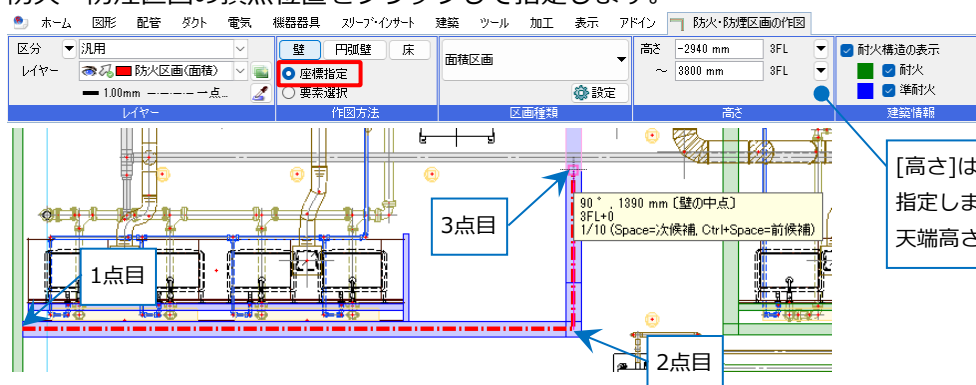 防火・防煙区画の頂点位置をクリックして指定します。
ホーム 図形 配管 ダクト 電気 機器器具 スリーブ・インサート 建築 ツール 加工 表示 アドイン 防火・防煙区画の作図
区分 汎用 壁 円弧壁 床 面積区画 高さ -2940 mm 3FL 耐火構造の表示
レイヤー 防火区画(面積) 座標指定 ～ 3800 mm 3FL 耐火
1.00mm 一点... 要素選択 設定 準耐火
レイヤー 作図方法 区画種類 高さ 建築情報
[高さ]は
指定しま
天端高さ
3点目
90 ° , 1390 mm [壁の中点]
3FL+0
1/10 (Space=次候補, Ctrl+Space=前候補)
1点目
2点目